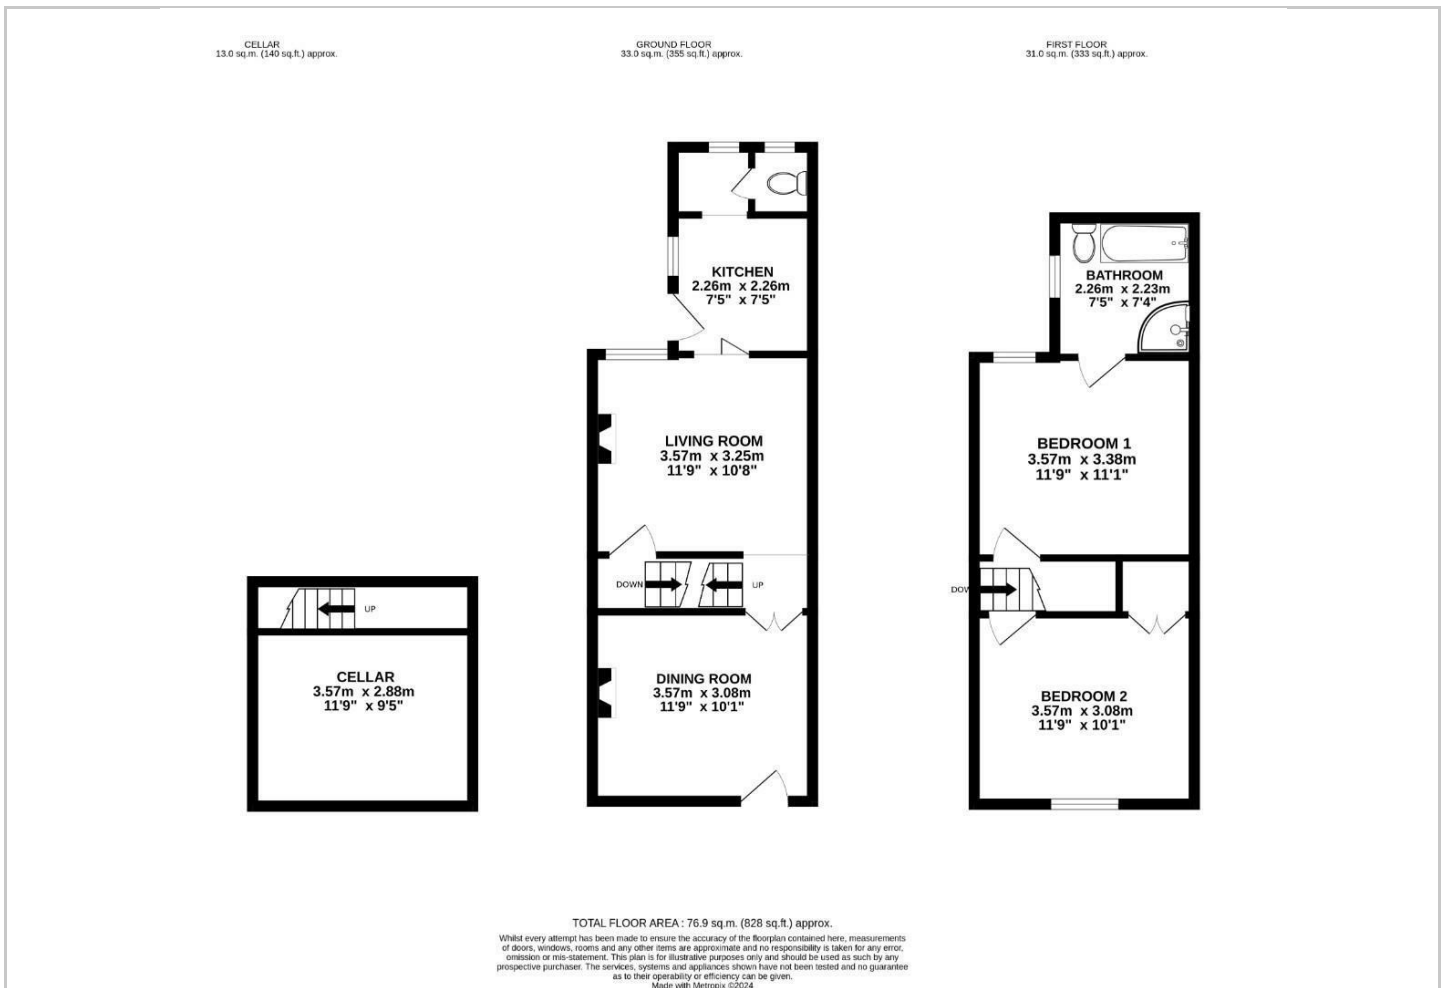 CELLAR
13.0 sq.m. (140 sq.ft.) approx.
GROUND FLOOR
33.0 sq.m. (355 sq.ft.) approx.
FIRST FLOOR
31.0 sq.m. (333 sq.ft.) approx.
UP
CELLAR
3.57m x 2.88m
11'9" x 9'5"
KITCHEN
2.26m x 2.26m
7'5" x 7'5"
LIVING ROOM
3.57m x 3.25m
11'9" x 10'8"
DOWN
UP
DINING ROOM
3.57m x 3.08m
11'9" x 10'1"
BATHROOM
2.26m x 2.23m
7'5" x 7'4"
BEDROOM 1
3.57m x 3.38m
11'9" x 11'1"
DOW
BEDROOM 2
3.57m x 3.08m
11'9" x 10'1"
TOTAL FLOOR AREA : 76.9 sq.m. (828 sq.ft.) approx.
Whilst every attempt has been made to ensure the accuracy of the floorplan contained here, measurements
of doors, windows, rooms and any other items are approximate and no responsibility is taken for any error,
omission or mis-statement. This plan is for illustrative purposes only and should be used as such by any
prospective purchaser. The services, systems and appliances shown have not been tested and no guarantee
as to their operability or efficiency can be given.
Made with Metropix ©2024